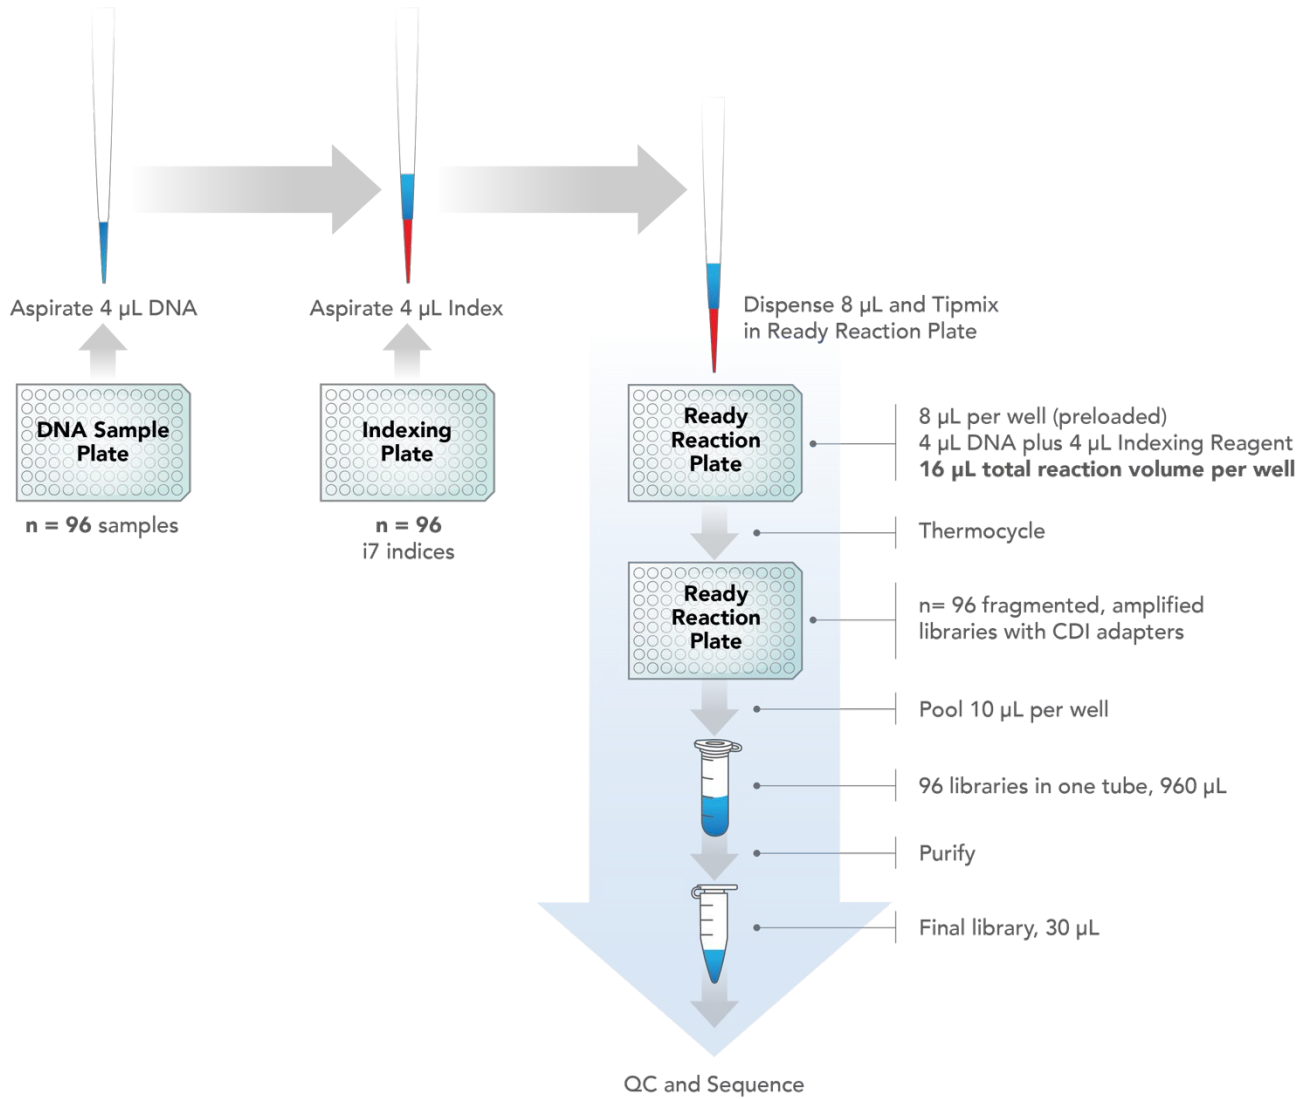 Aspirate 4 µL DNA
Aspirate 4 µL Index
Dispense 8 µL and Tipmix
in Ready Reaction Plate
DNA Sample
Plate
n = 96 samples
Indexing
Plate
n = 96
i7 indices
Ready
Reaction
Plate
8 µL per well (preloaded)
4 µL DNA plus 4 µL Indexing Reagent
16 µL total reaction volume per well
Thermocycle
Ready
Reaction
Plate
n= 96 fragmented, amplified
libraries with CDI adapters
Pool 10 µL per well
96 libraries in one tube, 960 µL
Purify
Final library, 30 µL
QC and Sequence